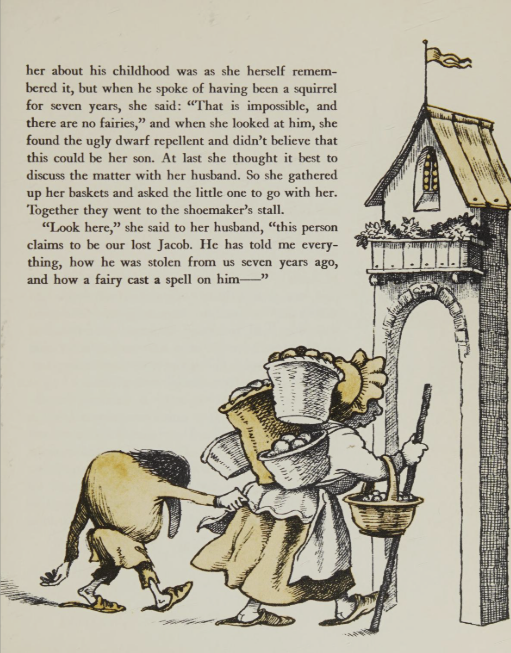 her about his childhood was as she herself remem-
bered it, but when he spoke of having been a squirrel
for seven years, she said: “That is impossible, and
there are no fairies,” and when she looked at him, she
found the ugly dwarf repellent and didn’t believe that
this could be her son. At last she thought it best to
discuss the matter with her husband. So she gathered
up her baskets and asked the little one to go with her.
Together they went to the shoemaker’s stall.
“Look here,” she said to her husband, “this person
claims to be our lost Jacob. He has told me every-
thing, how he was stolen from us seven years ago,
and how a fairy cast a spell on him—”